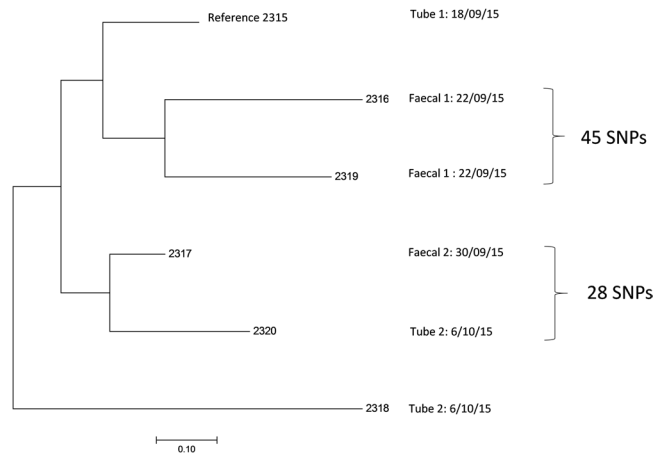 Reference 2315 Tube 1: 18/09/15
2316 Faecal 1: 22/09/15
45 SNPs
2319 Faecal 1 : 22/09/15
2317 Faecal 2: 30/09/15
28 SNPs
2320 Tube 2: 6/10/15
2318 Tube 2: 6/10/15
0.10